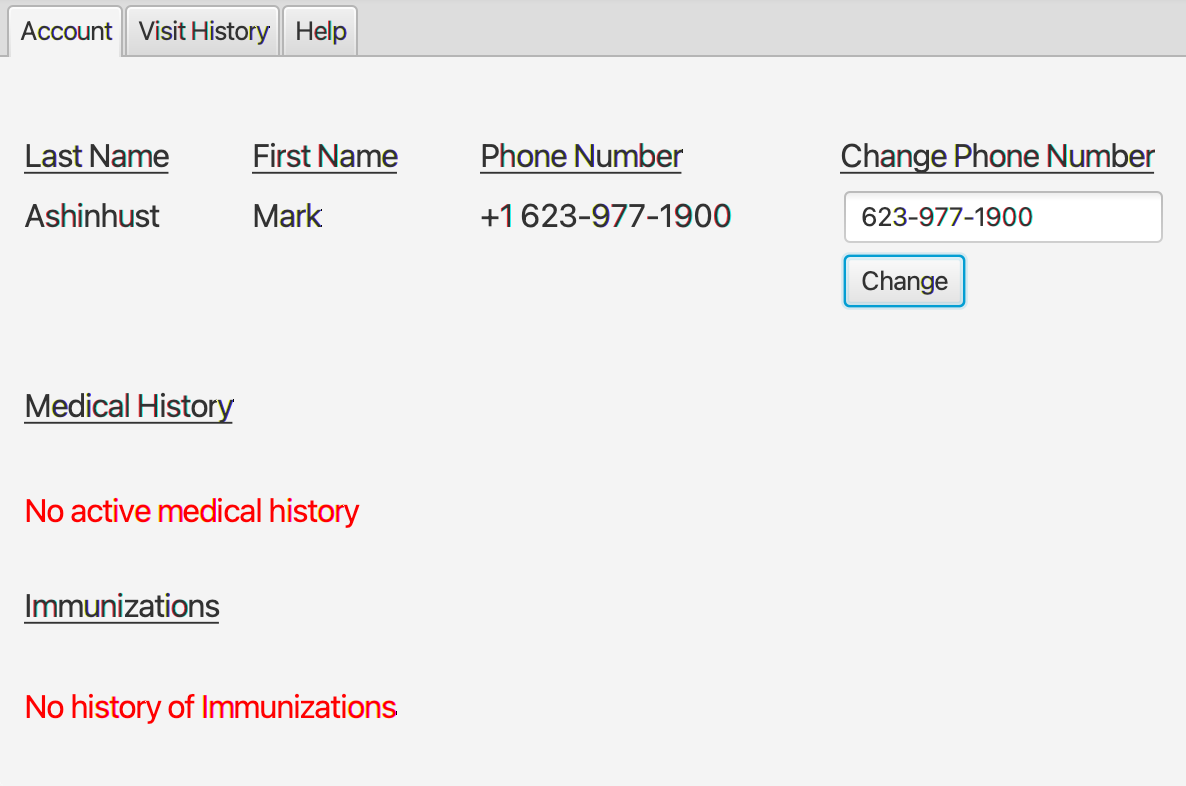 Account Visit History Help
Last Name First Name Phone Number Change Phone Number
Ashinhust Mark +1 623-977-1900 623-977-1900
Change
Medical History
No active medical history
Immunizations
No history of Immunizations